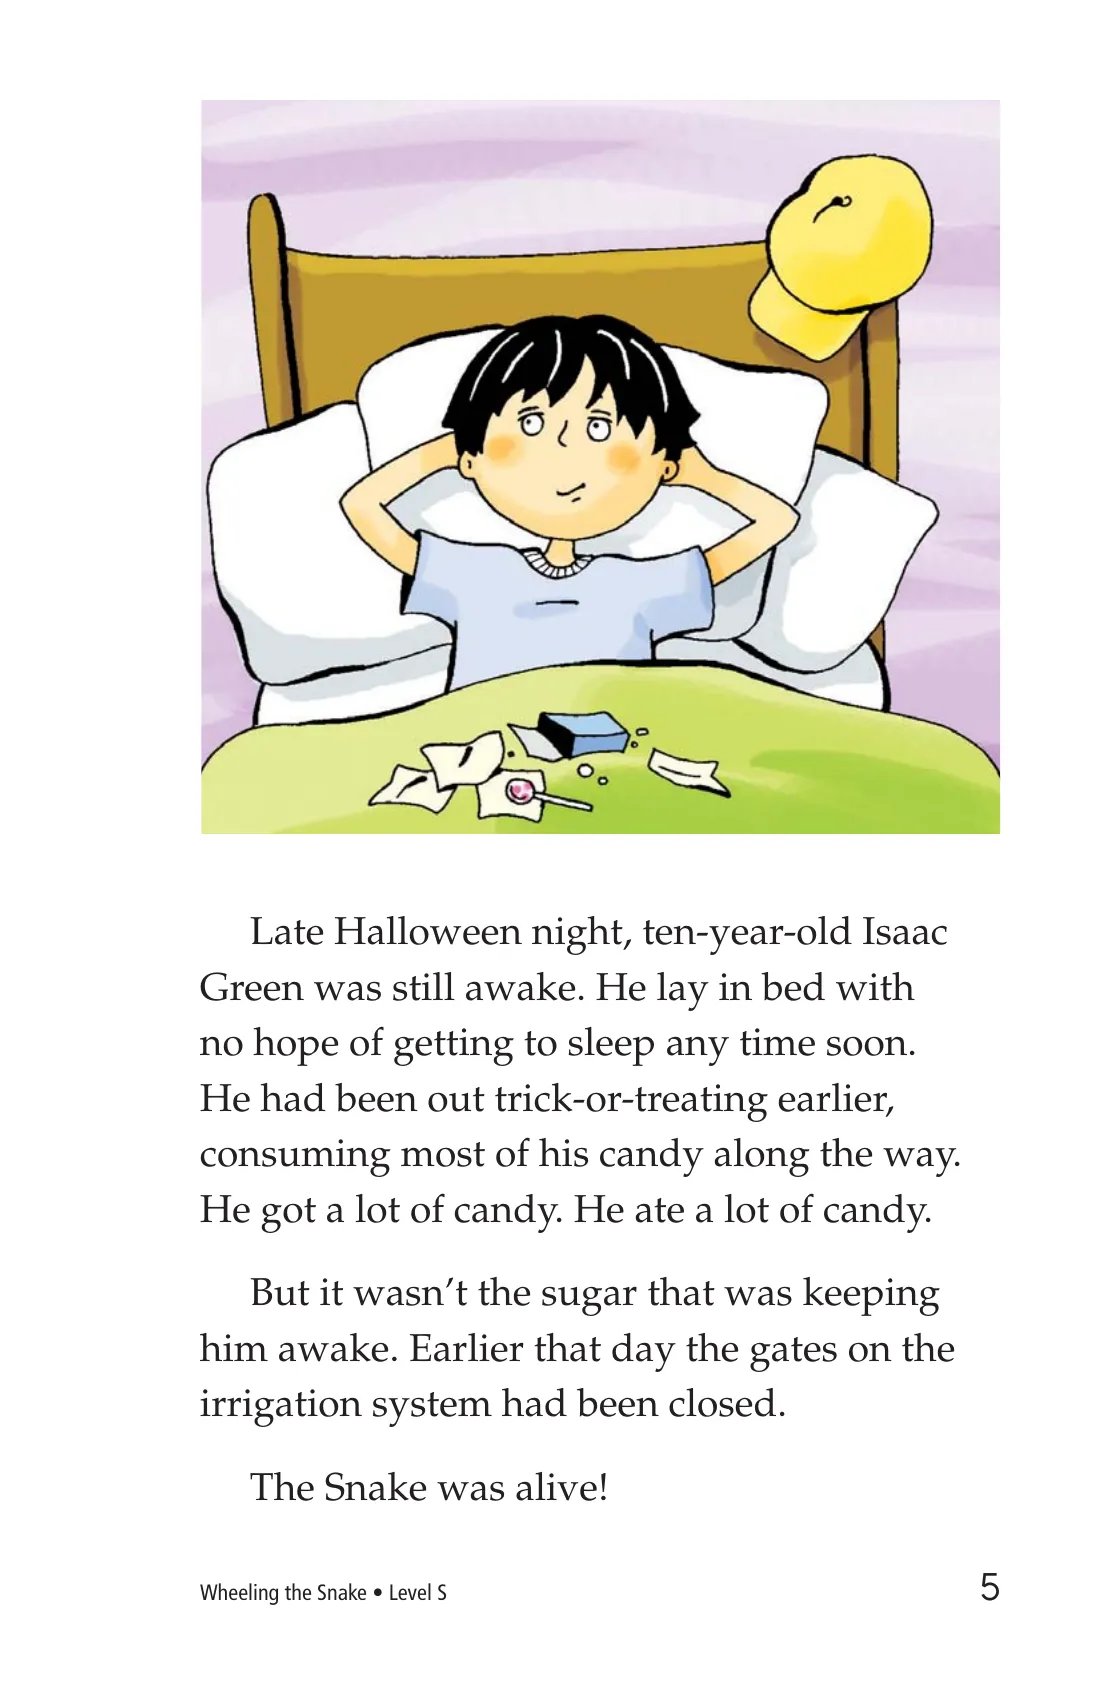 Late Halloween night, ten-year-old Isaac
Green was still awake. He lay in bed with
no hope of getting to sleep any time soon.
He had been out trick-or-treating earlier,
consuming most of his candy along the way.
He got a lot of candy. He ate a lot of candy.
But it wasn’t the sugar that was keeping
him awake. Earlier that day the gates on the
irrigation system had been closed.
The Snake was alive!
Wheeling the Snake • Level S
5